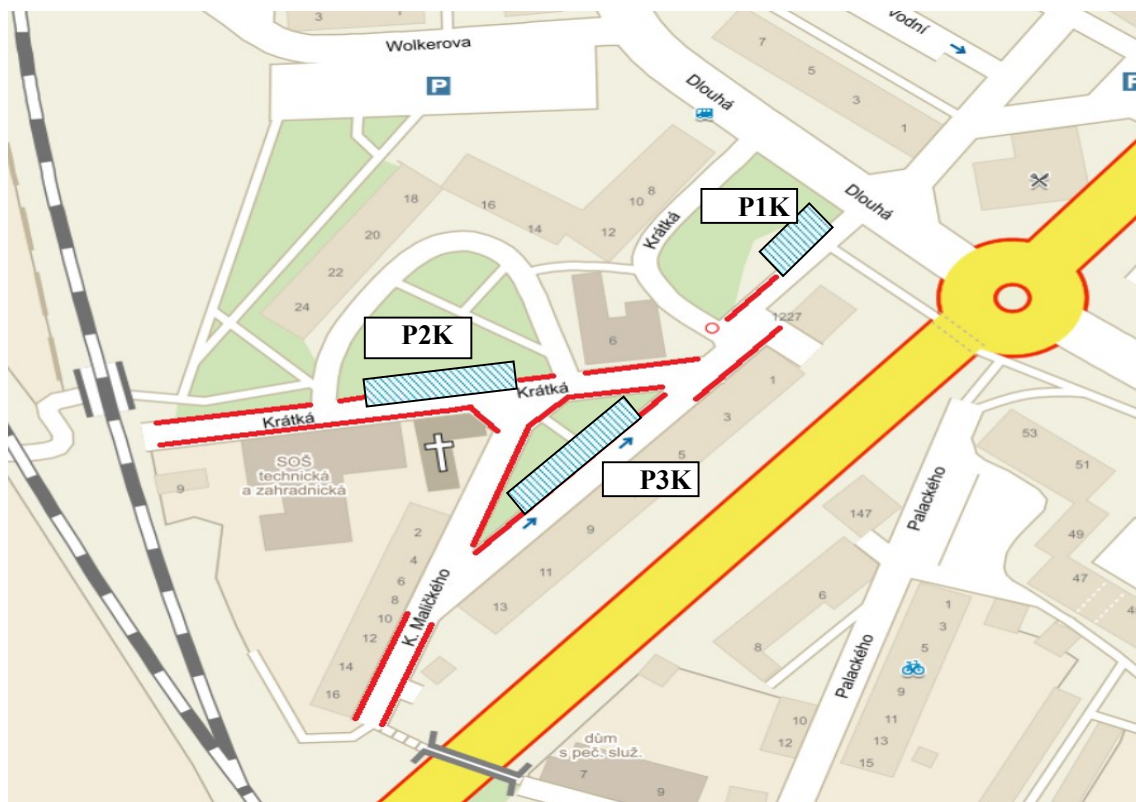 3
Vodní
Wolkerova
7
5
P
P
Dlouhá
3
1
8
18
P1K
Dlouhá
16
10
20
14
12
Krátká
22
24
1227
P2K
6
1
Krátká
3
Krátká
53
5
51
SOŠ
technická
a zahradnická
9
P3K
Palackého
147
2
9
49
4
11
6
47
8
6
13
1
10
K. Maličkého
3
12
8
5
14
Palackého
16
9
10
11
dům
s peč. služ.
12
13
7
15
9